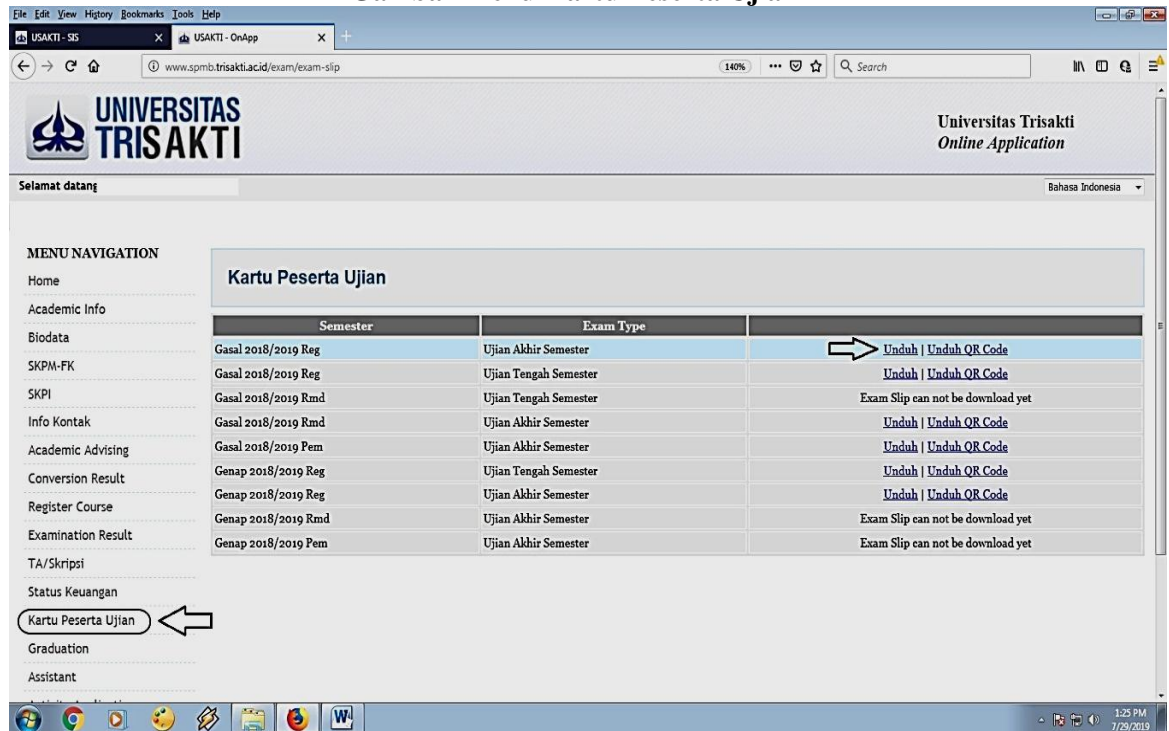 File Edit View History Bookmarks Tools Help
USAKTI - SIS X USAKTI - OnApp X +
www.spmb.trisakti.ac.id/exam/exam-slip 140% ... Search
UNIVERSITAS
TRISAKTI
Universitas Trisakti
Online Application
Selamat datang
Bahasa Indonesia
MENU NAVIGATION
Home
Academic Info
Biodata
SKPM-FK
SKPI
Info Kontak
Academic Advising
Conversion Result
Register Course
Examination Result
TA/Skripsi
Status Keuangan
Kartu Peserta Ujian
Graduation
Assistant
Kartu Peserta Ujian
Semester Exam Type
Gasal 2018/2019 Reg Ujian Akhir Semester Unduh | Unduh QR Code
Gasal 2018/2019 Reg Ujian Tengah Semester Unduh | Unduh QR Code
Gasal 2018/2019 Rmd Ujian Tengah Semester Exam Slip can not be download yet
Gasal 2018/2019 Rmd Ujian Akhir Semester Unduh | Unduh QR Code
Gasal 2018/2019 Pem Ujian Akhir Semester Unduh | Unduh QR Code
Genap 2018/2019 Reg Ujian Tengah Semester Unduh | Unduh QR Code
Genap 2018/2019 Reg Ujian Akhir Semester Unduh | Unduh QR Code
Genap 2018/2019 Rmd Ujian Akhir Semester Exam Slip can not be download yet
Genap 2018/2019 Pem Ujian Akhir Semester Exam Slip can not be download yet
1:25 PM
7/29/2019